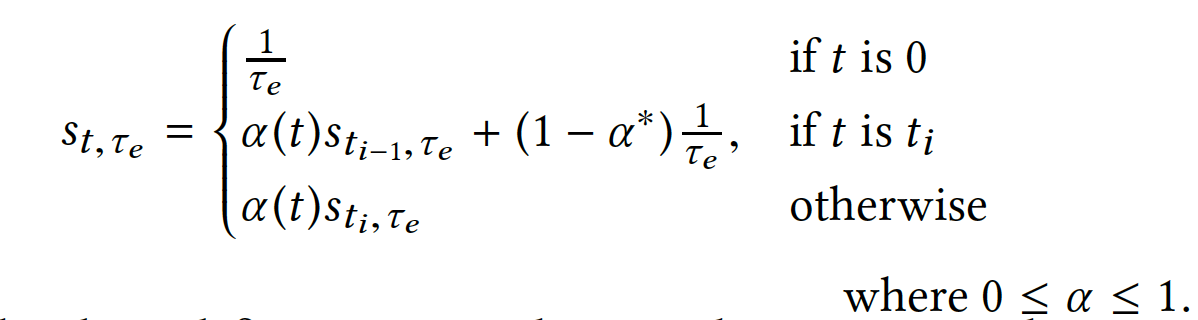 s_{t,τ_e} = { 1/τ_e if t is 0
α(t)s_{t_{i−1},τ_e} + (1 − α*) 1/τ_e, if t is t_i
α(t)s_{t_i,τ_e} otherwise
where 0 ≤ α ≤ 1.